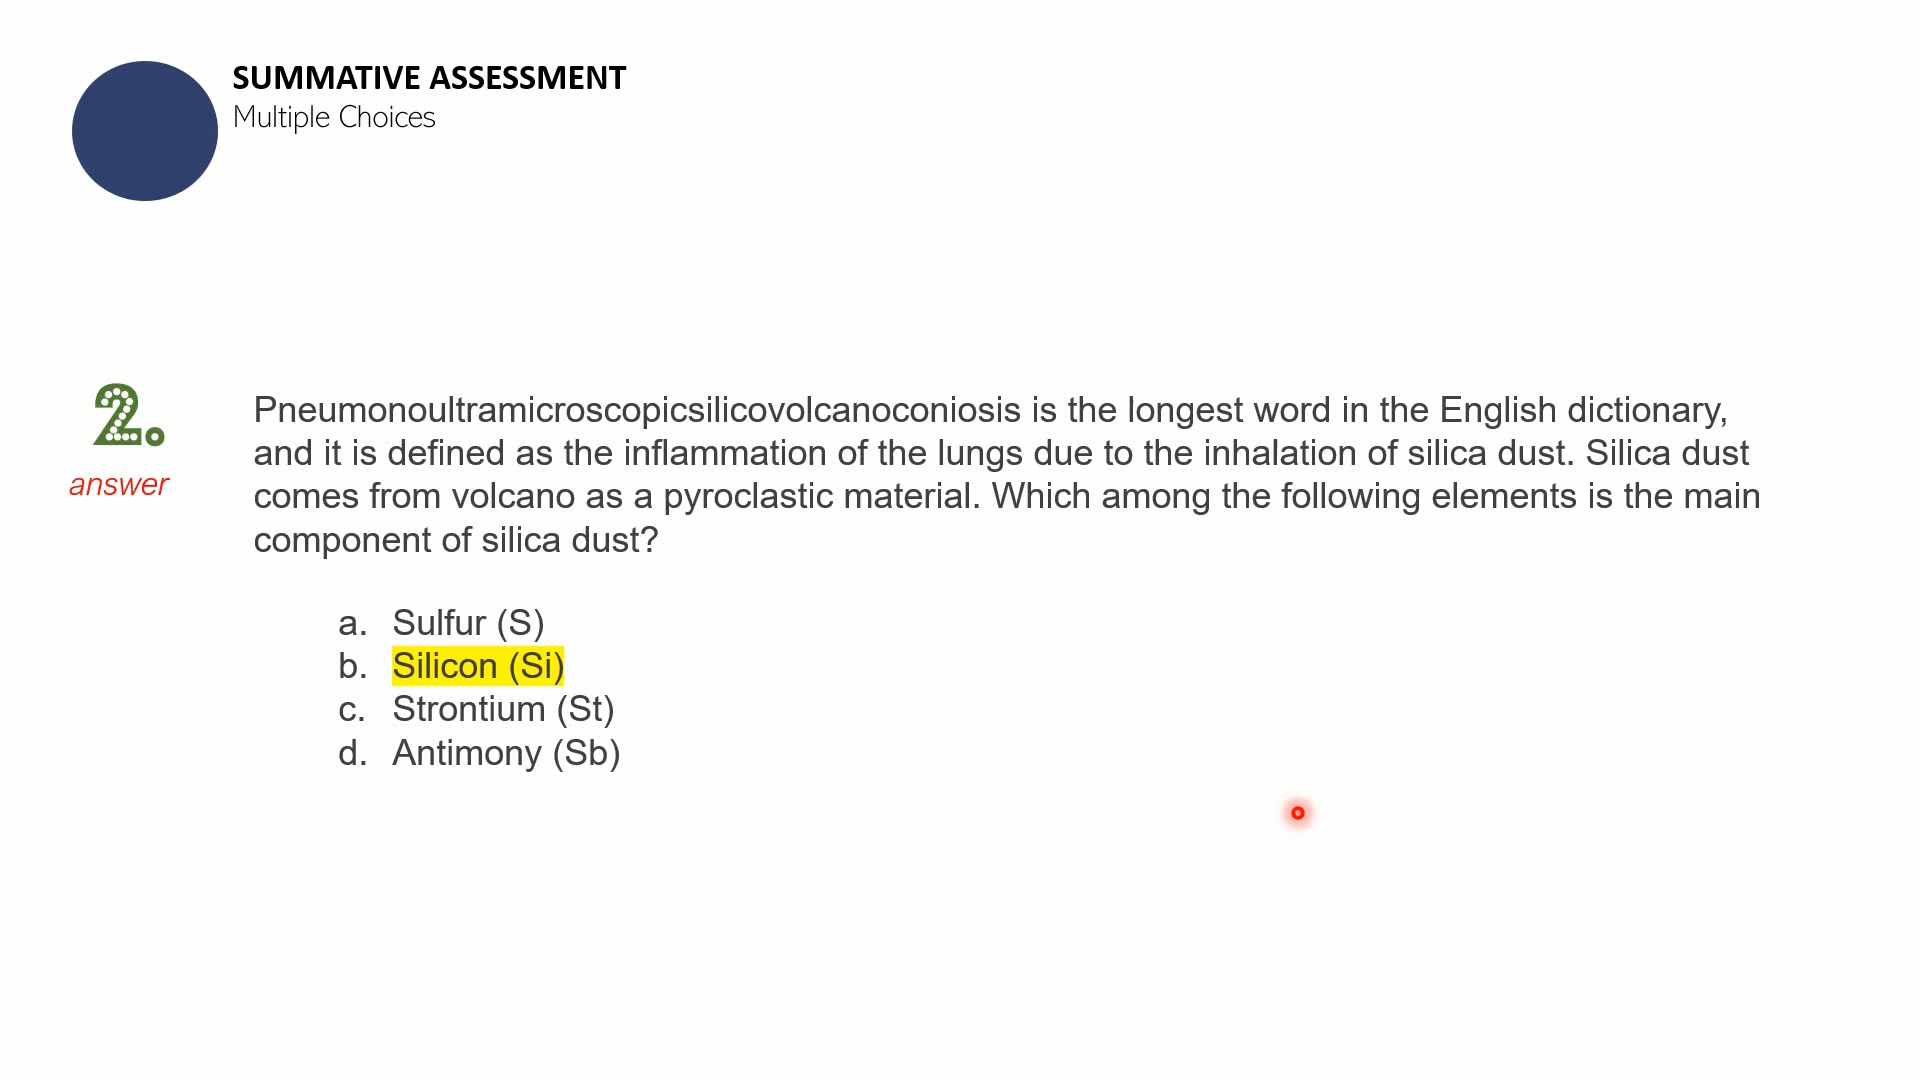 SUMMATIVE ASSESSMENT
Multiple Choices
2.
answer
Pneumonoultramicroscopicsilicovolcanoconiosis is the longest word in the English dictionary,
and it is defined as the inflammation of the lungs due to the inhalation of silica dust. Silica dust
comes from volcano as a pyroclastic material. Which among the following elements is the main
component of silica dust?
a. Sulfur (S)
b. Silicon (Si)
c. Strontium (St)
d. Antimony (Sb)